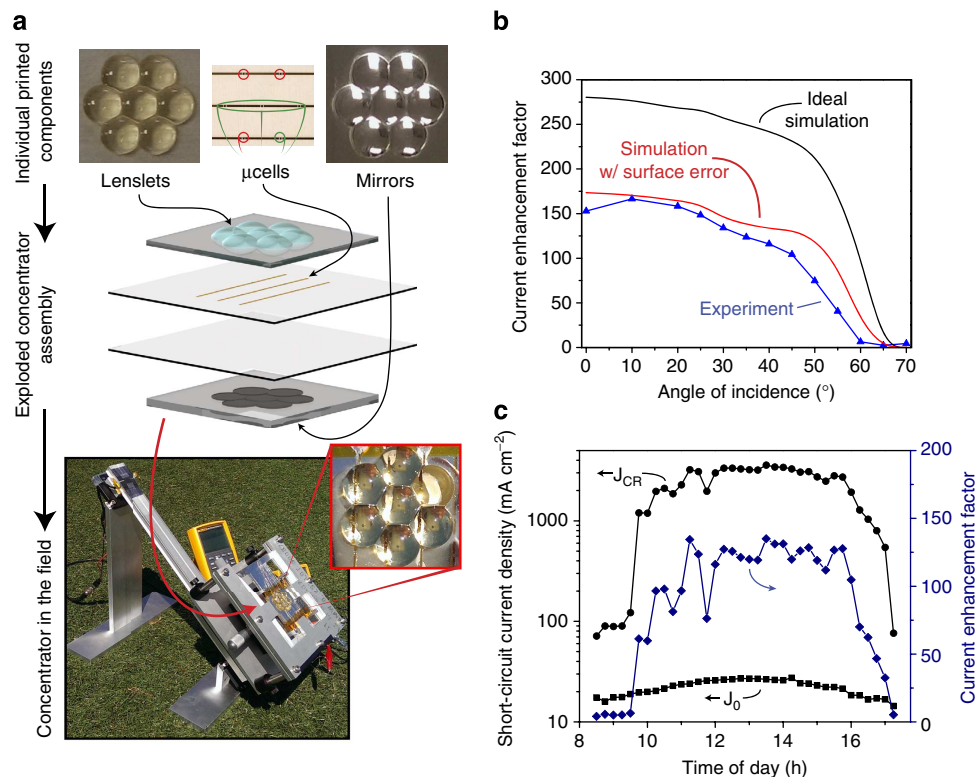 a
Individual printed
components
Lenslets
μcells
Mirrors
Exploded concentrator
assembly
Concentrator in the field
b
Current enhancement factor
300
250
200
150
100
50
0
Ideal
simulation
Simulation
w/ surface error
Experiment
0
10
20
30
40
50
60
70
Angle of incidence (°)
c
Short-circuit current density (mA cm⁻²)
1000
100
10
J_CR
J_0
200
150
100
50
0
Current enhancement factor
8
10
12
14
16
Time of day (h)